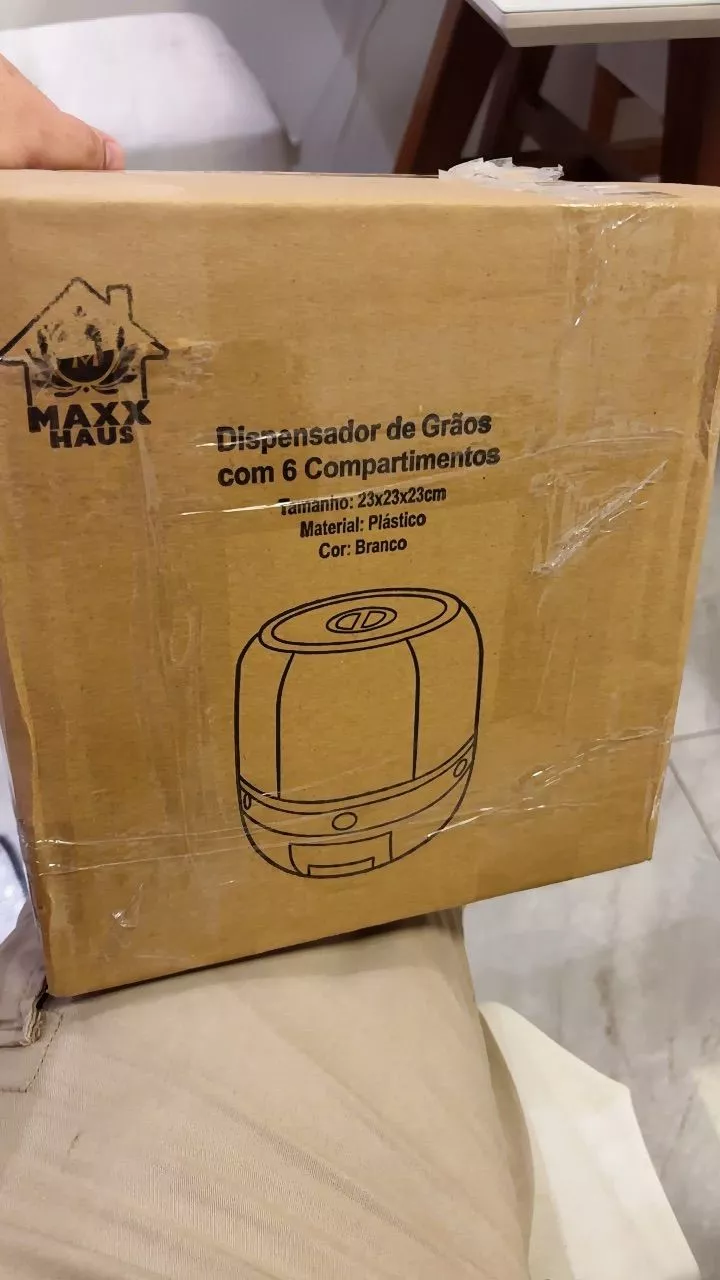 M
MAXX
HAUS
Dispensador de Grãos
com 6 Compartimentos
Tamanho: 23x23x23cm
Material: Plástico
Cor: Branco